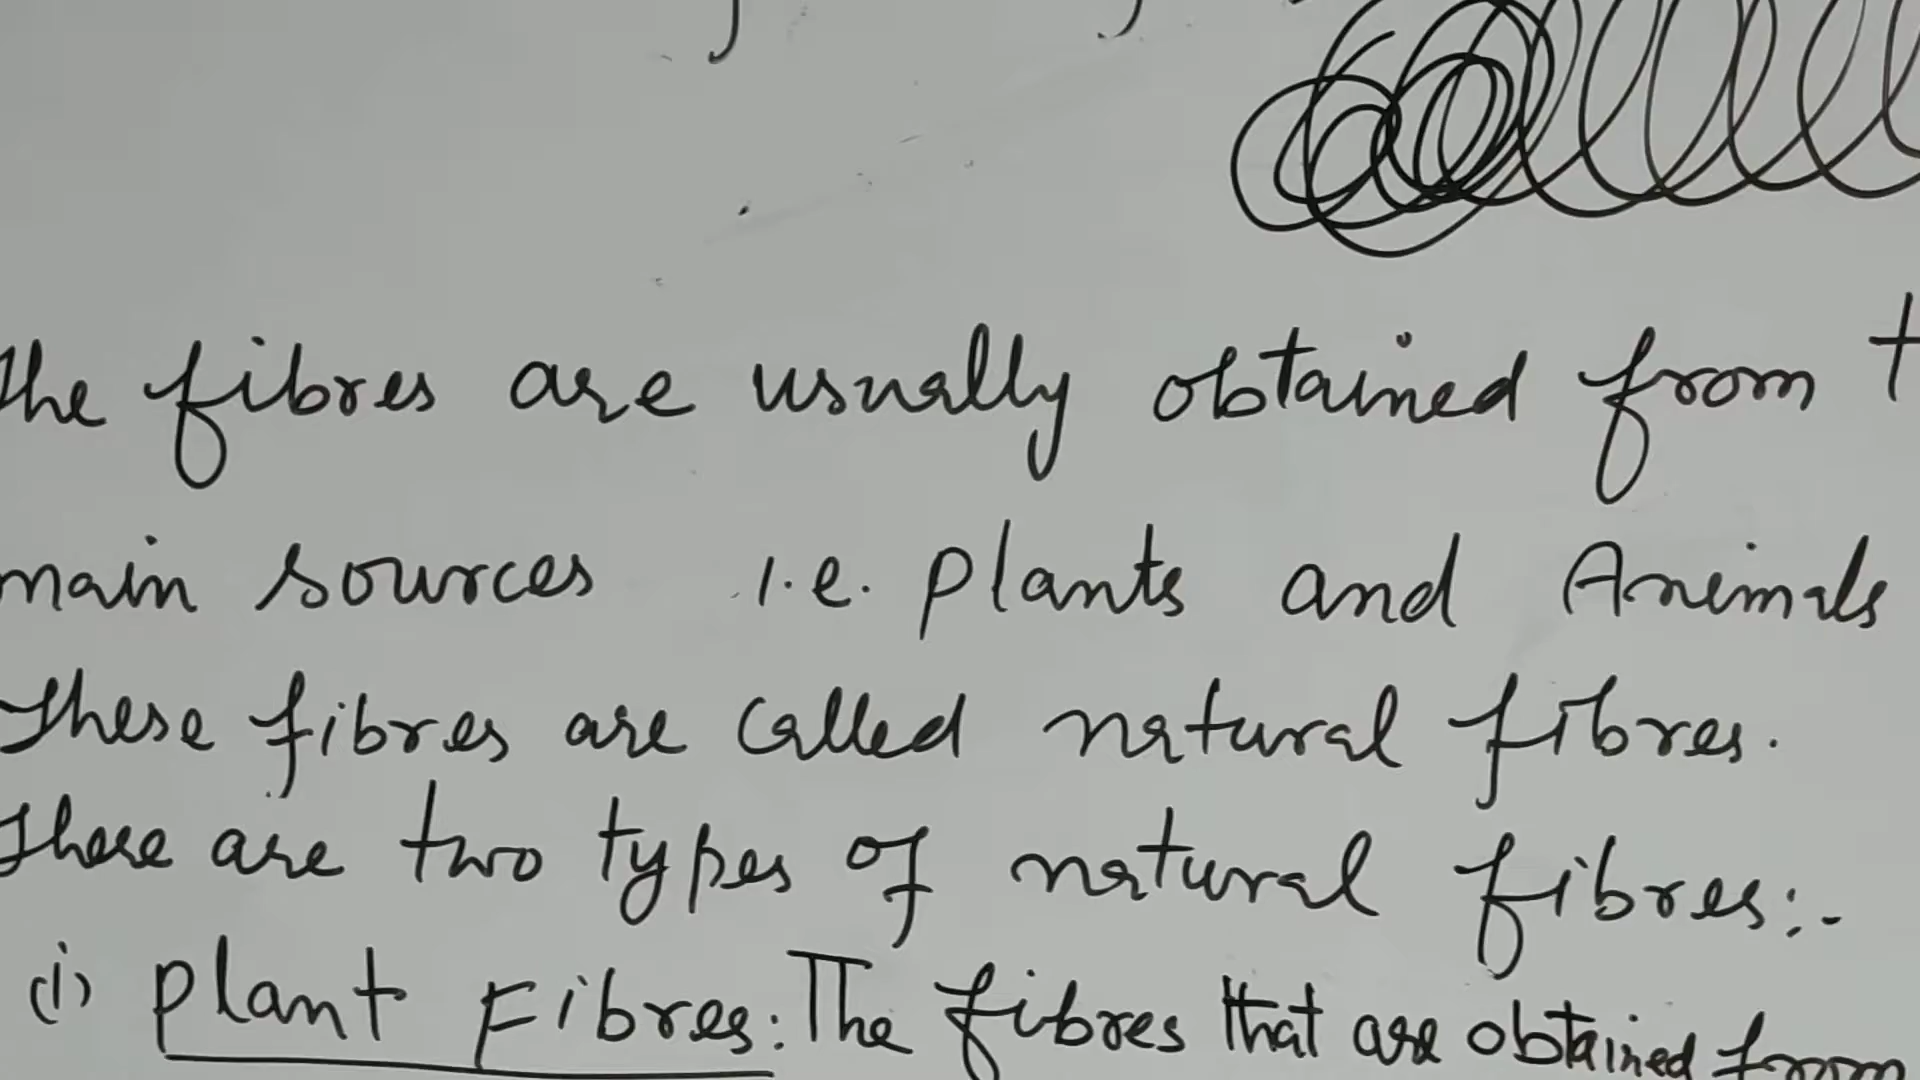 The fibres are usually obtained from t
main sources i.e. plants and Animals
These fibres are called natural fibres.
There are two types of natural fibres:-
(i) Plant Fibres: The fibres that are obtained from